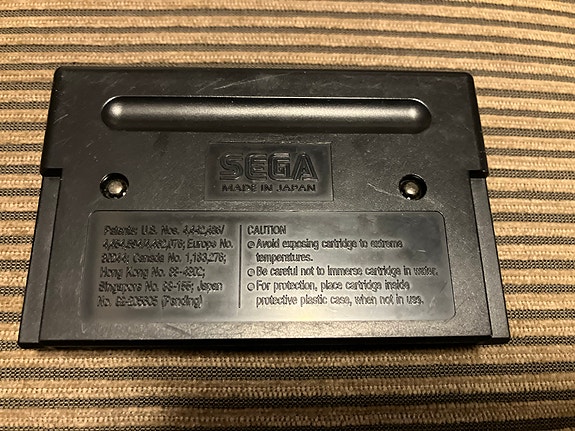 SEGA
MADE IN JAPAN
Patents: U.S. Nos. 4,442,486/
4,454,594/4,462,076; Europe No.
80244; Canada No. 1,183,276;
Hong Kong No. 88-4302;
Singapore No. 88-155; Japan
No. 82-205605 (Pending)
CAUTION
Avoid exposing cartridge to extreme
temperatures.
Be careful not to immerse cartridge in water.
For protection, place cartridge inside
protective plastic case, when not in use.